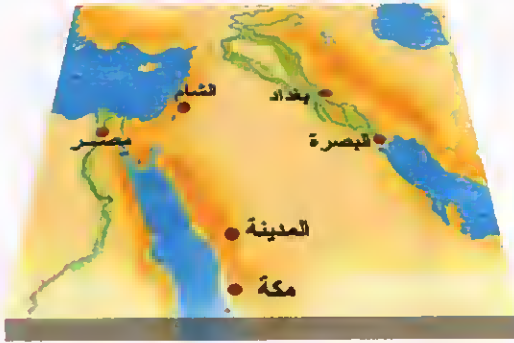 الشام
بغداد
مصر
البصرة
المدينة
مكة